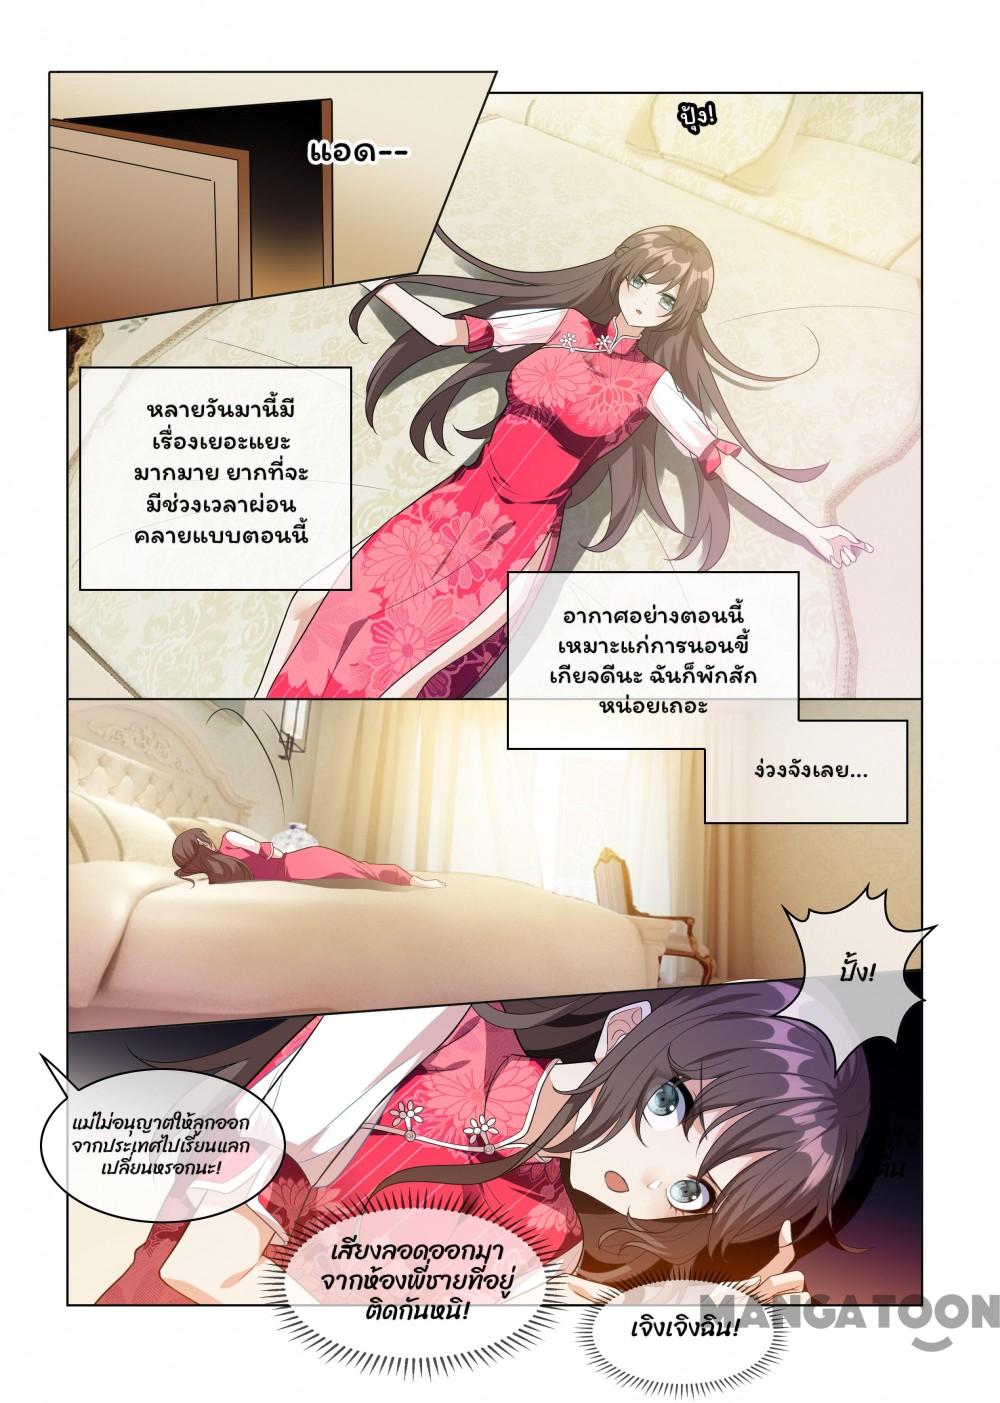 แอด--
ปุ้ง!
หลายวันมานี้มี
เรื่องเยอะแยะ
มากมาย ยากที่จะ
มีช่วงเวลาผ่อน
คลายแบบตอนนี้
อากาศอย่างตอนนี้
เหมาะแก่การนอนขี้
เกียจดีนะ ฉันก็พักสัก
หน่อยเถอะ
ง่วงจังเลย...
ปั้ง!
แม่ไม่อนุญาตให้ลูกออก
จากประเทศไปเรียนแลก
เปลี่ยนหรอกนะ!
เสียงลอดออกมา
จากห้องพี่ชายที่อยู่
ติดกันหนิ!
เจิงเจิงฉิน!
MANGATOON